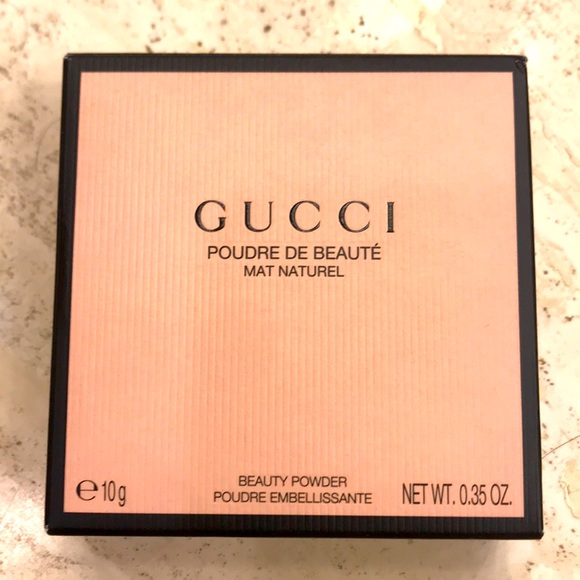 GUCCI
POUDRE DE BEAUTÉ
MAT NATUREL
BEAUTY POWDER
POUDRE EMBELLISSANTE
℮10g
NET WT. 0.35 OZ.